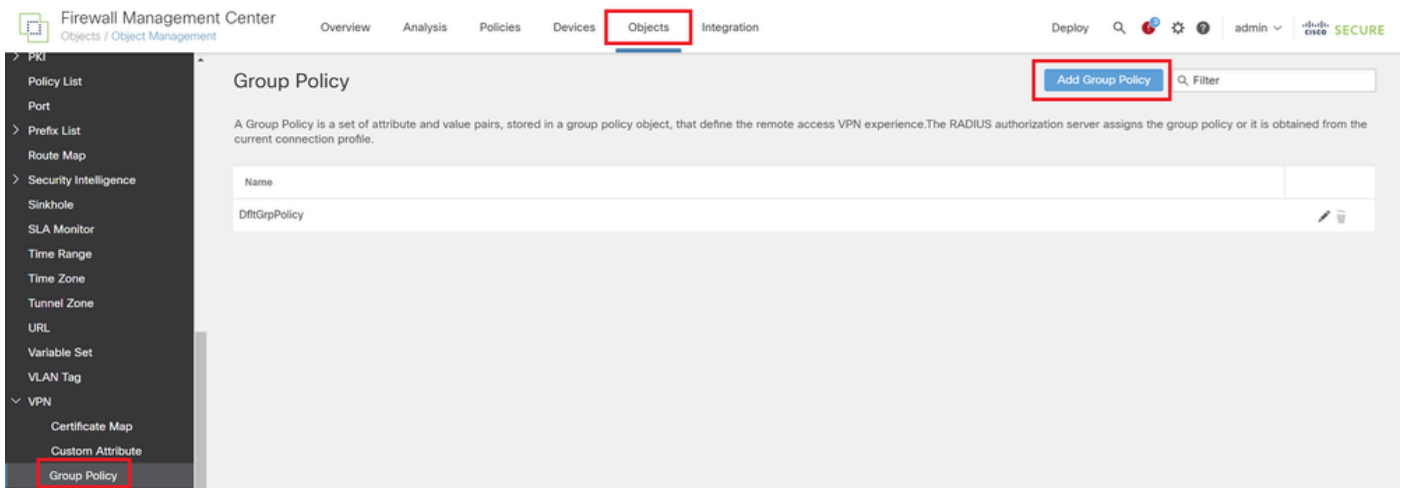 Firewall Management Center
Objects / Object Management
Overview
Analysis
Policies
Devices
Objects
Integration
Deploy
3
admin
cisco SECURE
PKI
Policy List
Port
Prefix List
Route Map
Security Intelligence
Sinkhole
SLA Monitor
Time Range
Time Zone
Tunnel Zone
URL
Variable Set
VLAN Tag
VPN
Certificate Map
Custom Attribute
Group Policy
Group Policy
Add Group Policy
Filter
A Group Policy is a set of attribute and value pairs, stored in a group policy object, that define the remote access VPN experience.The RADIUS authorization server assigns the group policy or it is obtained from the
current connection profile.
Name
DfltGrpPolicy